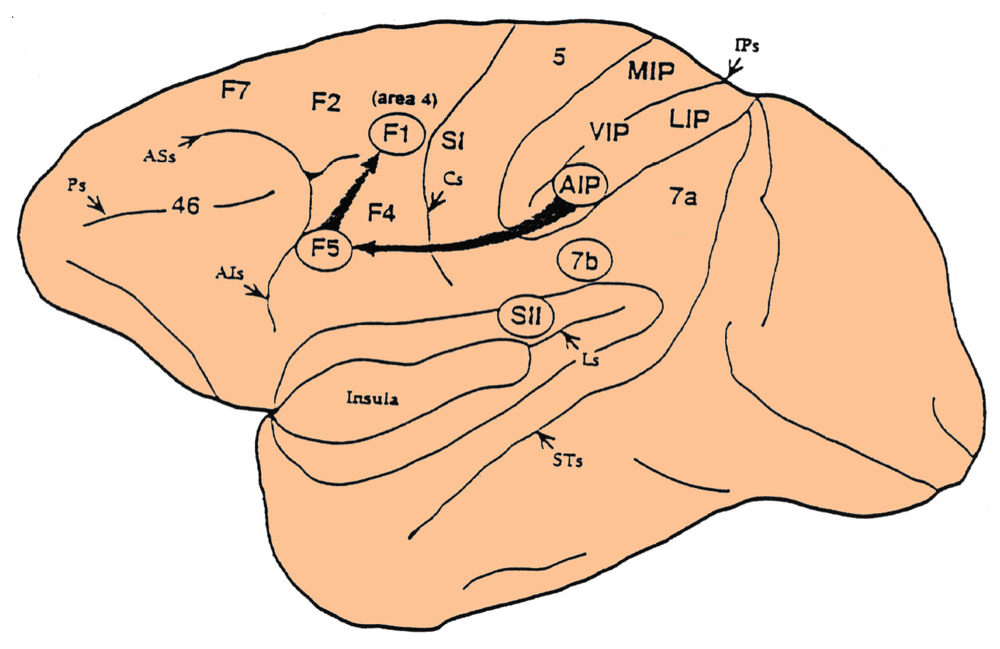 IPs
5
MIP
F7
F2
(area 4)
F1
LIP
VIP
SI
ASs
Cs
Ps
AIP
7a
46
F4
F5
7b
AIs
SII
Ls
Insula
STs